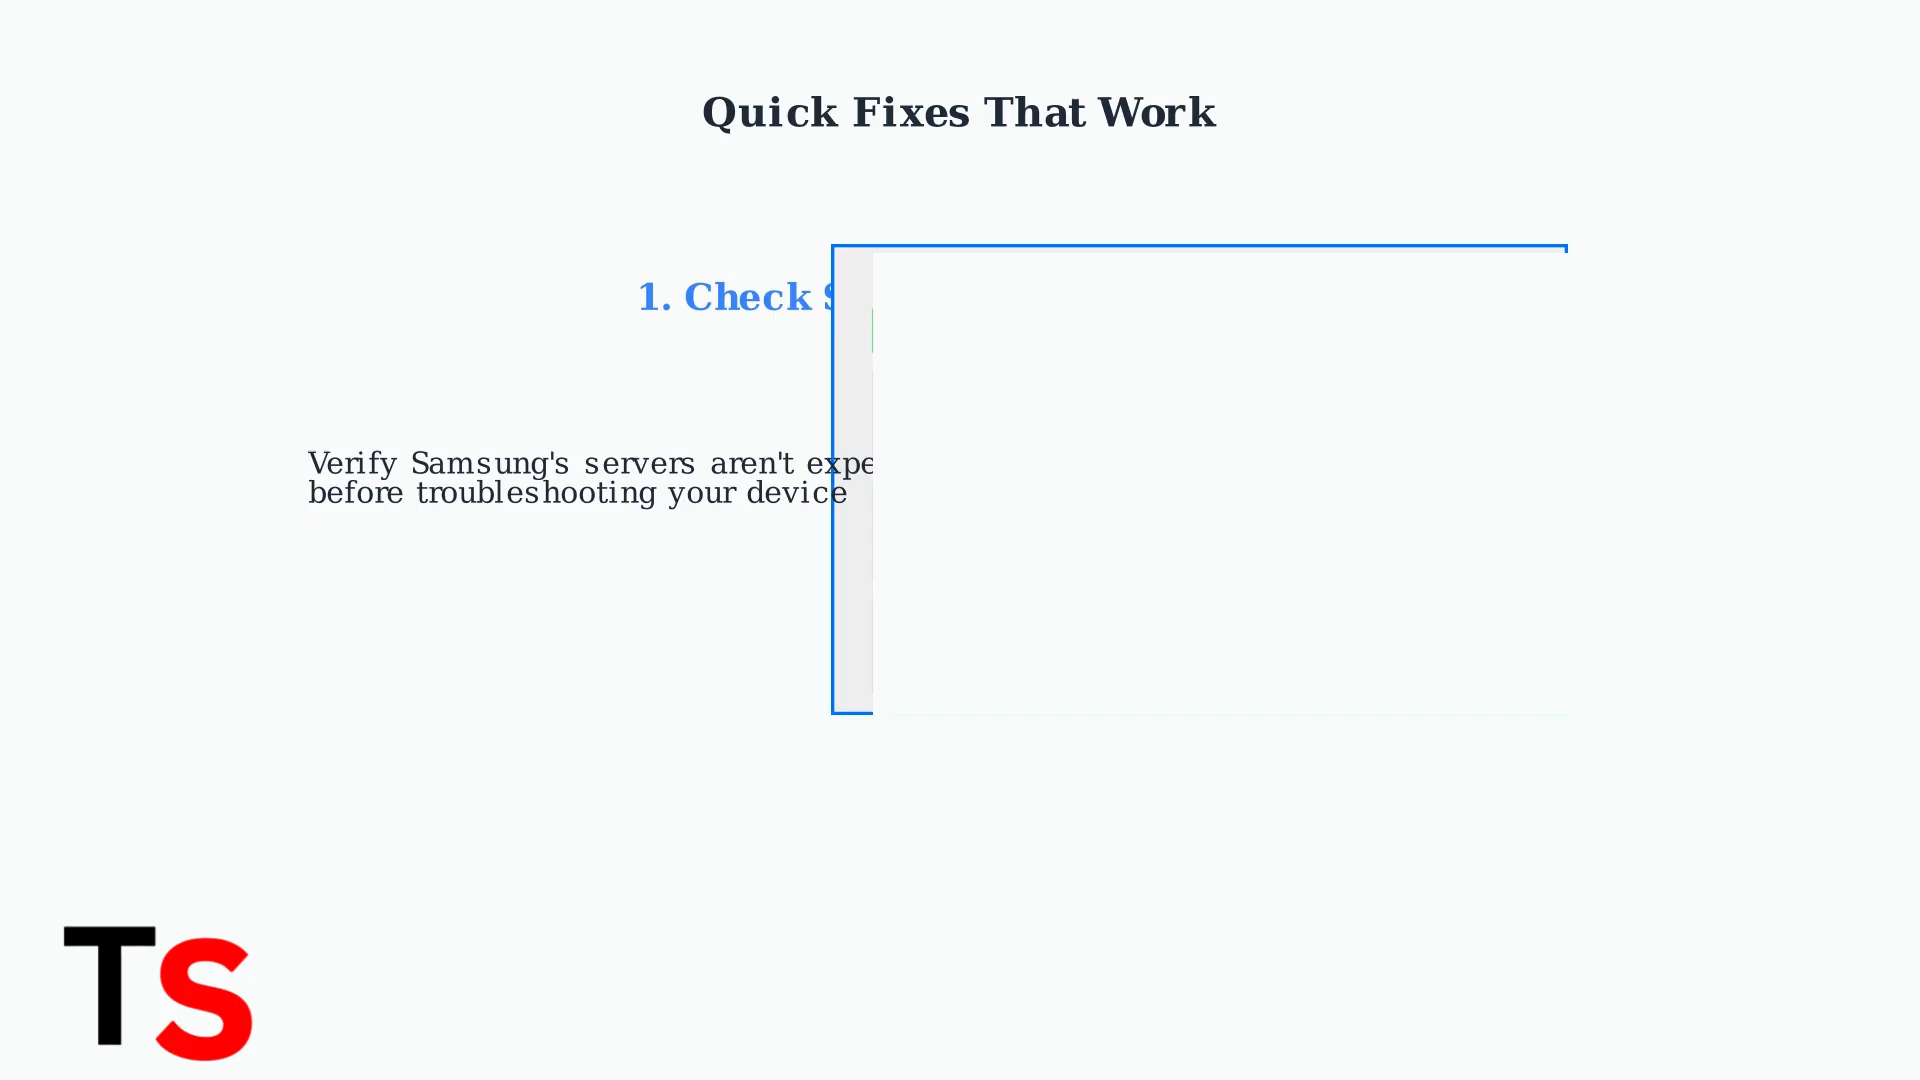 Quick Fixes That Work
1. Check
Verify Samsung's servers aren't
before troubleshooting your device
TS